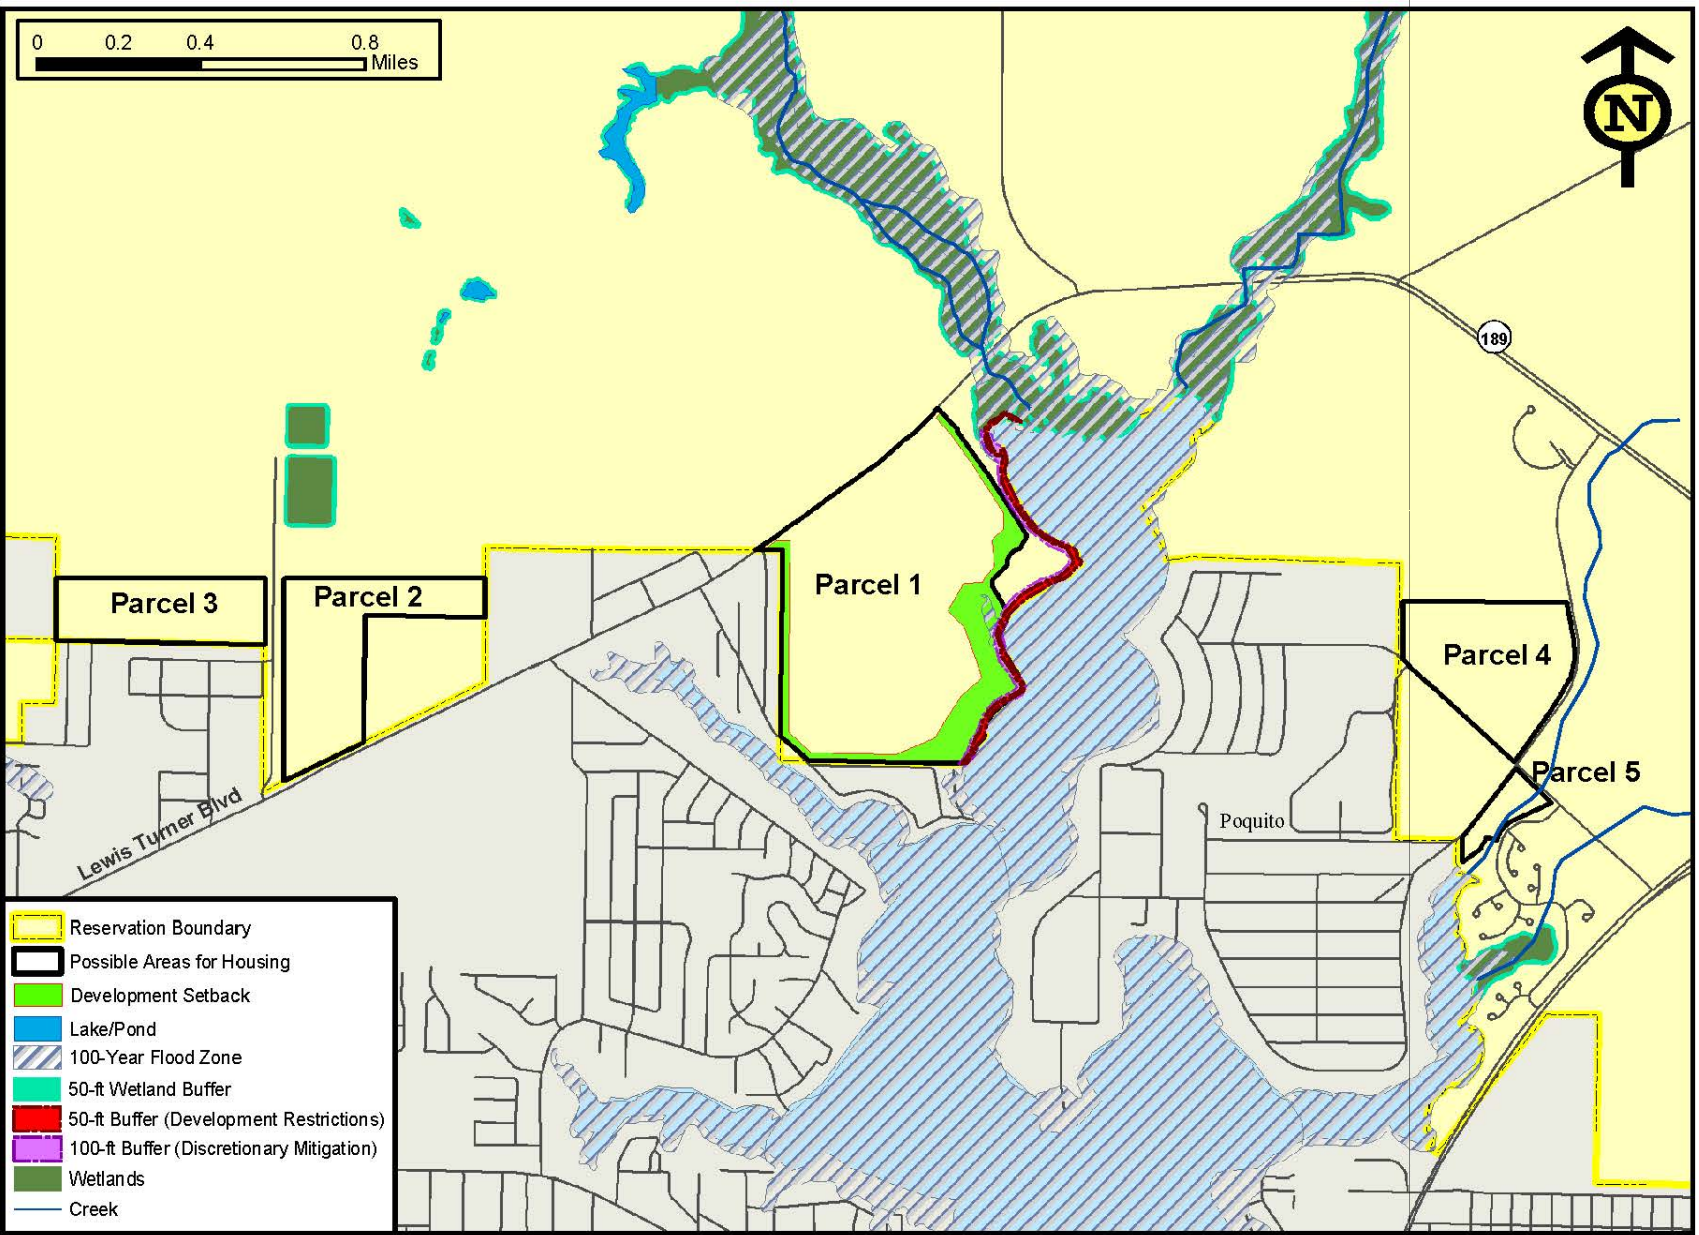 0 0.2 0.4 0.8
Miles
N
189
Parcel 1
Parcel 2
Parcel 3
Parcel 4
Parcel 5
Poquito
Lewis Turner Blvd
Reservation Boundary
Possible Areas for Housing
Development Setback
Lake/Pond
100-Year Flood Zone
50-ft Wetland Buffer
50-ft Buffer (Development Restrictions)
100-ft Buffer (Discretionary Mitigation)
Wetlands
Creek